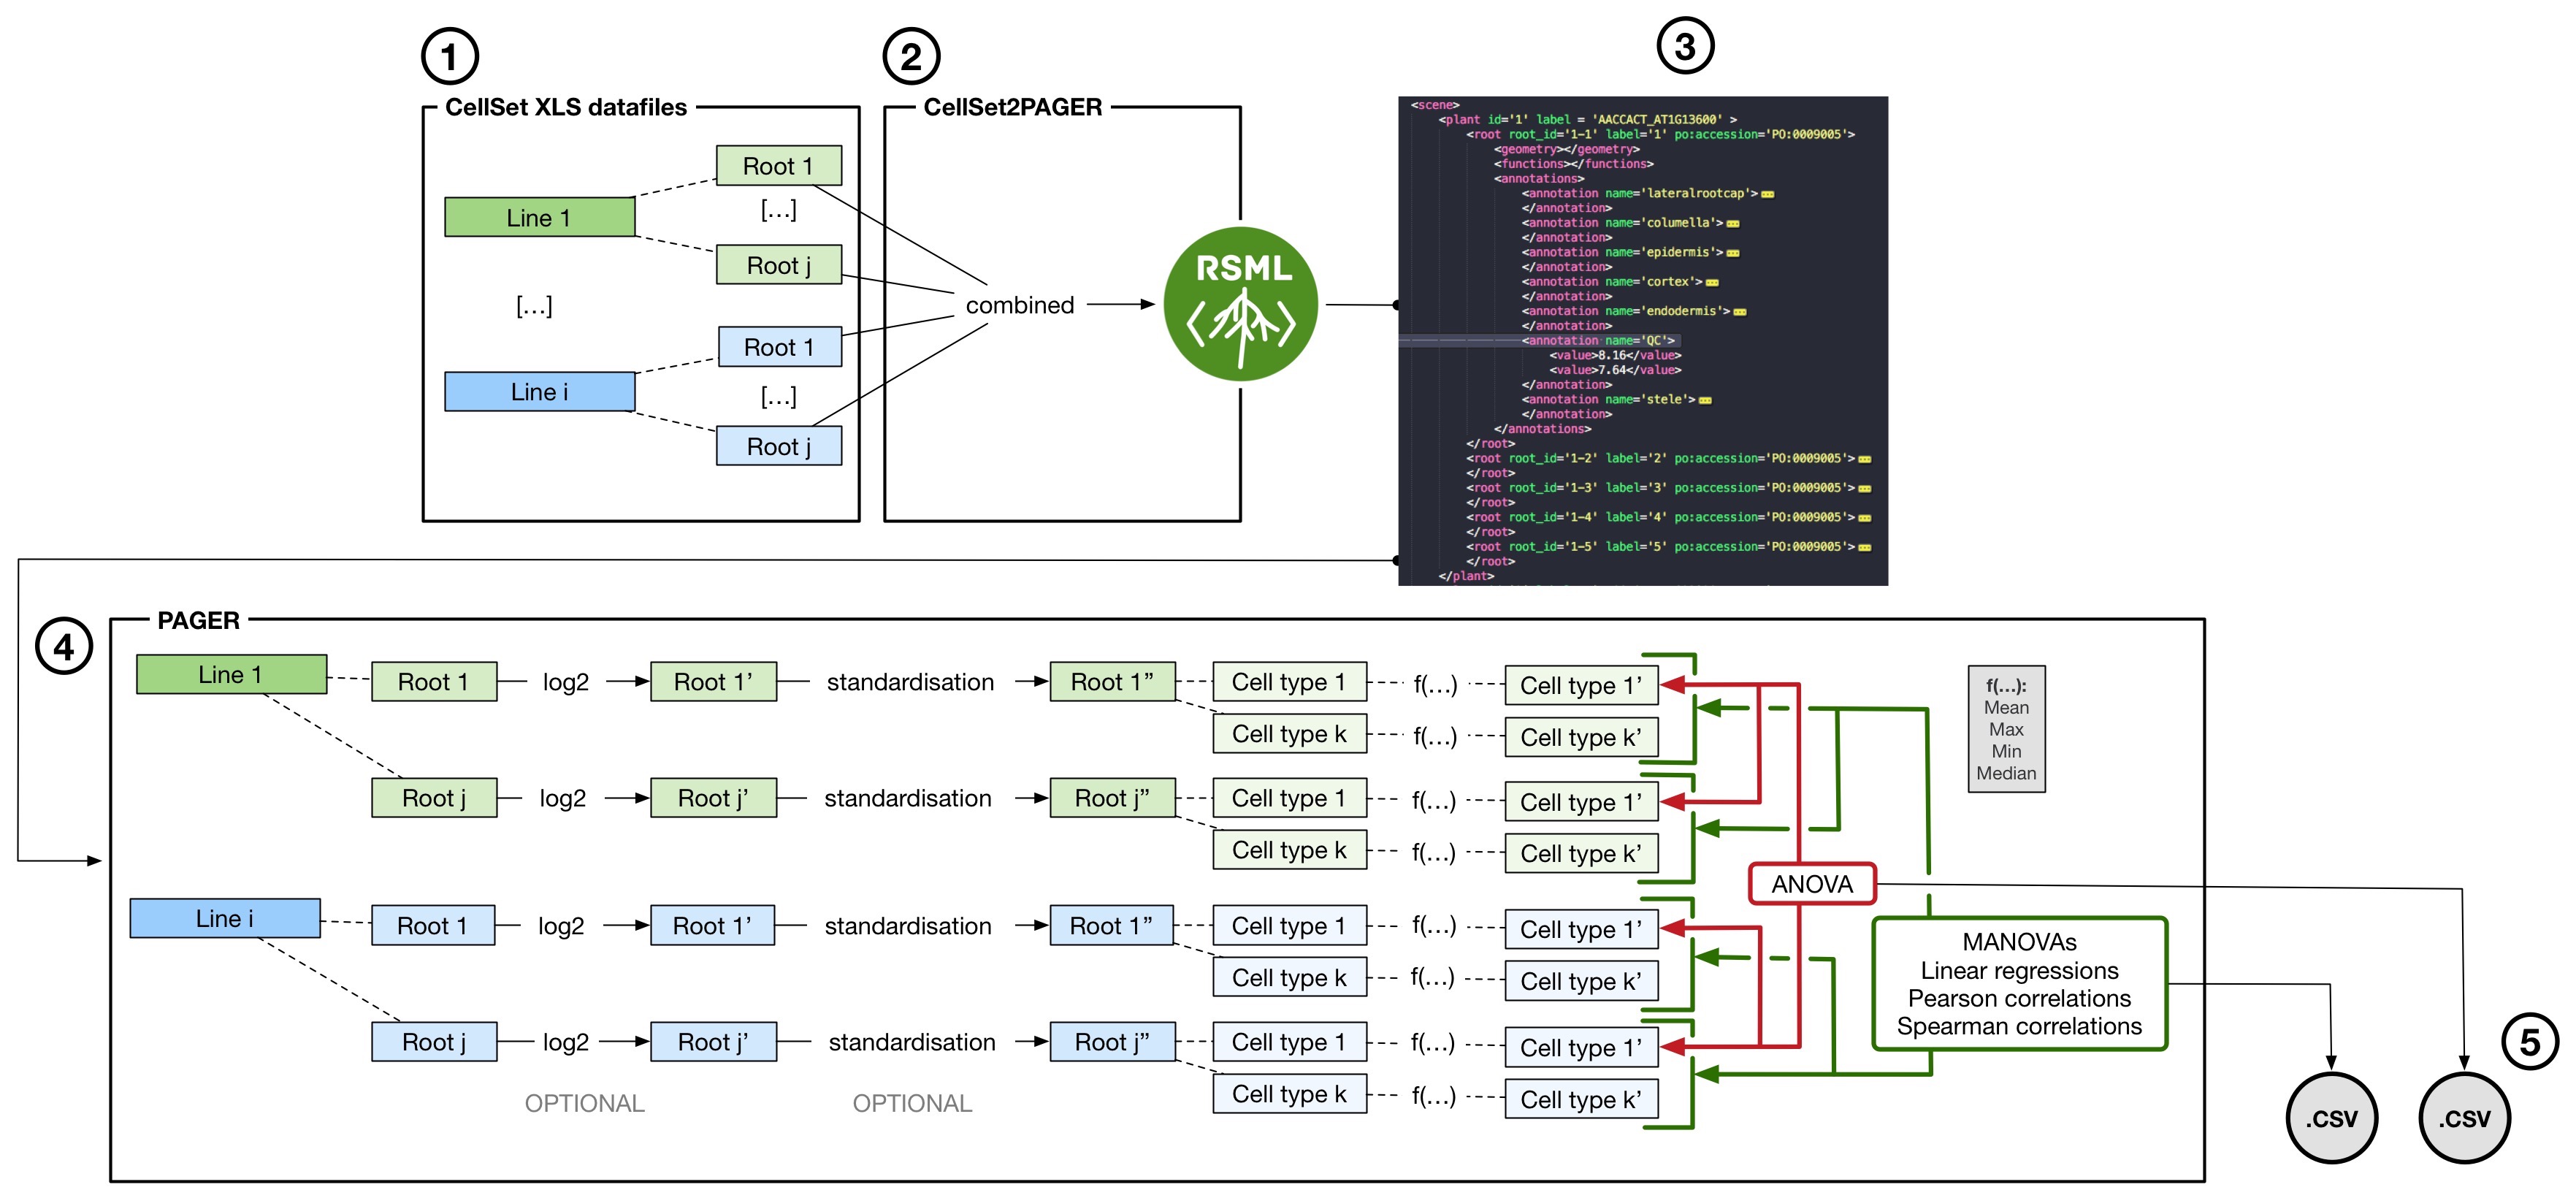 1
2
3
CellSet XLS datafiles
CellSet2PAGER
Root 1
[...]
Line 1
Root j
[...]
Root 1
Line i
[...]
Root j
combined
RSML
<scene>
<plant id='1' label = 'AACCACT_AT1G13600' >
<root root_id='1-1' label='1' po:accession='PO:0009005'>
<geometry></geometry>
<functions></functions>
<annotations>
<annotation name='lateralrootcap'>
</annotation>
<annotation name='columella'>
</annotation>
<annotation name='epidermis'>
</annotation>
<annotation name='cortex'>
</annotation>
<annotation name='endodermis'>
</annotation>
<annotation name='QC'>
<value>8.16</value>
<value>7.64</value>
</annotation>
<annotation name='stele'>
</annotation>
</annotations>
</root>
<root root_id='1-2' label='2' po:accession='PO:0009005'>
</root>
<root root_id='1-3' label='3' po:accession='PO:0009005'>
</root>
<root root_id='1-4' label='4' po:accession='PO:0009005'>
</root>
<root root_id='1-5' label='5' po:accession='PO:0009005'>
</root>
</plant>
4
PAGER
Line 1 Root 1 log2 Root 1’ standardisation Root 1” Cell type 1 f(...) Cell type 1’
Cell type k f(...) Cell type k’
Root j log2 Root j’ standardisation Root j” Cell type 1 f(...) Cell type 1’
Cell type k f(...) Cell type k’
Line i Root 1 log2 Root 1’ standardisation Root 1” Cell type 1 f(...) Cell type 1’
Cell type k f(...) Cell type k’
Root j log2 Root j’ standardisation Root j” Cell type 1 f(...) Cell type 1’
Cell type k f(...) Cell type k’
OPTIONAL OPTIONAL
f(...):
Mean
Max
Min
Median
ANOVA
MANOVAs
Linear regressions
Pearson correlations
Spearman correlations
5
.CSV
.CSV